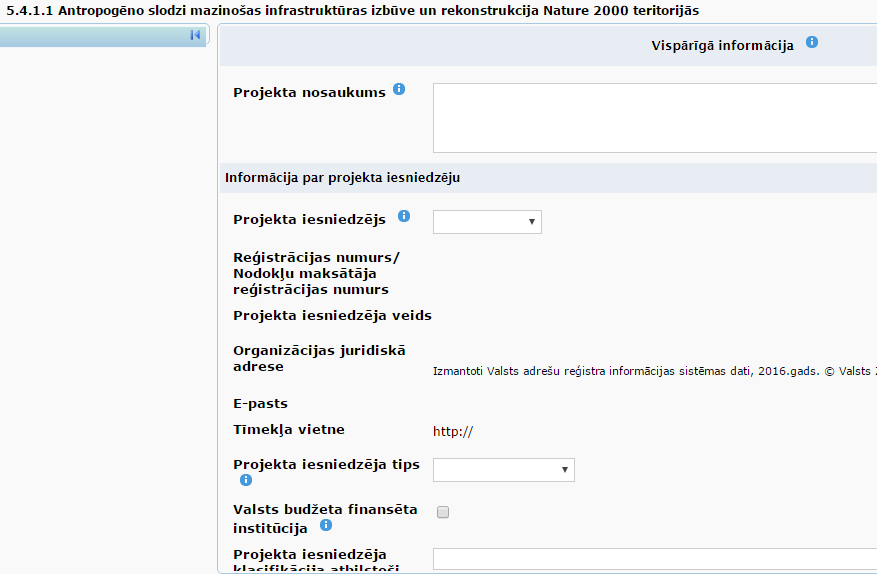 5.4.1.1 Antropogēno slodzi mazinošas infrastruktūras izbūve un rekonstrukcija Nature 2000 teritorijās
Vispārīgā informācija
Projekta nosaukums
Informācija par projekta iesniedzēju
Projekta iesniedzējs
Reģistrācijas numurs/
Nodokļu maksātāja
reģistrācijas numurs
Projekta iesniedzēja veids
Organizācijas juridiskā
adrese
Izmantoti Valsts adrešu reģistra informācijas sistēmas dati, 2016.gads. © Valsts
E-pasts
Tīmekļa vietne
http://
Projekta iesniedzēja tips
Valsts budžeta finansēta
institūcija
Projekta iesniedzēja
klasifikācija atbilstoši